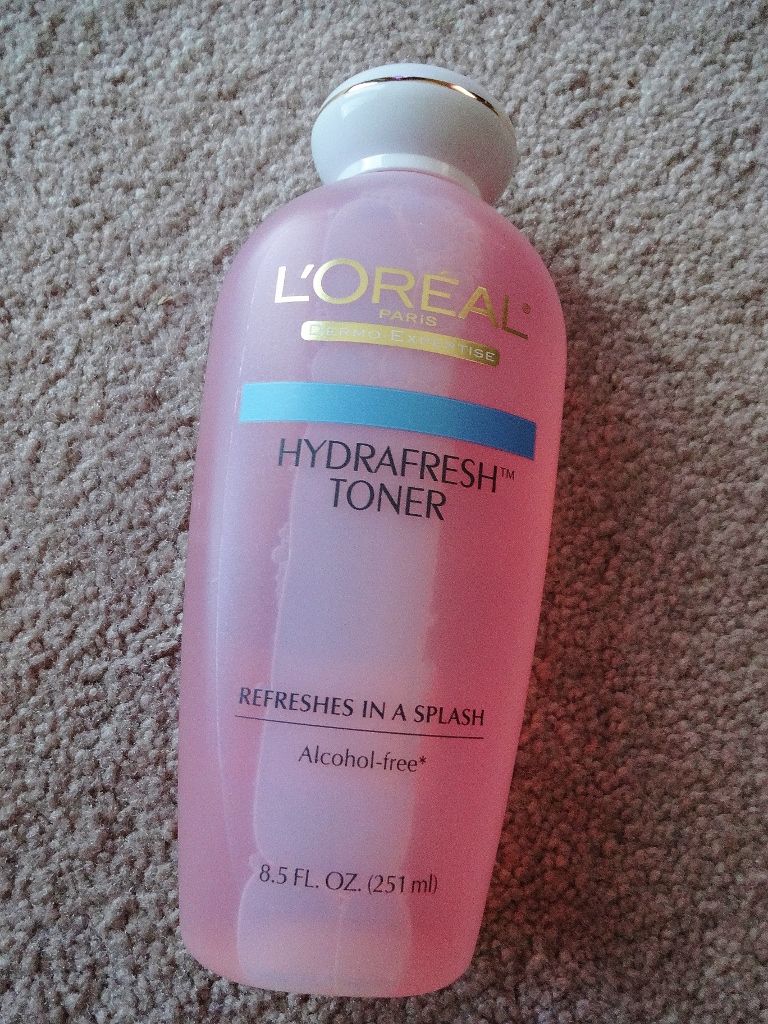 L'ORÉAL®
PARIS
DERMO-EXPERTISE
HYDRAFRESH™
TONER
REFRESHES IN A SPLASH
Alcohol-free*
8.5 FL. OZ. (251 ml)